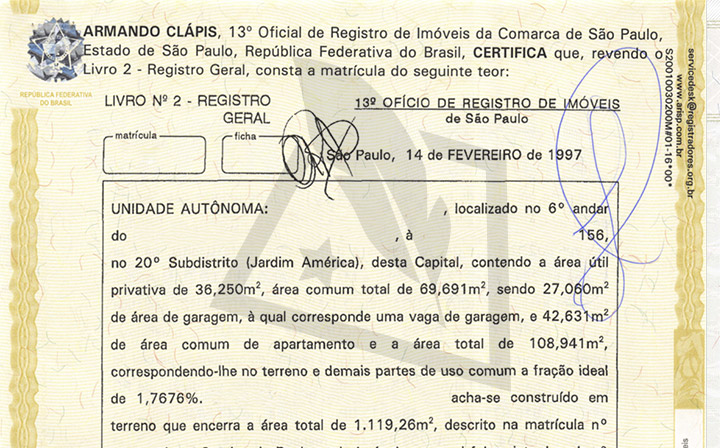 ARMANDO CLÁPIS, 13º Oficial de Registro de Imóveis da Comarca de São Paulo,
Estado de São Paulo, República Federativa do Brasil, CERTIFICA que, revendo o
Livro 2 - Registro Geral, consta a matrícula do seguinte teor:
REPÚBLICA FEDERATIVA
DO BRASIL
LIVRO Nº 2 - REGISTRO
GERAL
13º OFÍCIO DE REGISTRO DE IMÓVEIS
de São Paulo
matrícula
ficha
São Paulo, 14 de FEVEREIRO de 1997
UNIDADE AUTÔNOMA: , localizado no 6º andar
do , à 156,
no 20º Subdistrito (Jardim América), desta Capital, contendo a área útil
privativa de 36,250m², área comum total de 69,691m², sendo 27,060m²
de área de garagem, à qual corresponde uma vaga de garagem, e 42,631m²
de área comum de apartamento e a área total de 108,941m²,
correspondendo-lhe no terreno e demais partes de uso comum a fração ideal
de 1,7676%. acha-se construído em
terreno que encerra a área total de 1.119,26m², descrito na matrícula nº
servicedesk@registradores.org.br
www.arisp.com.br
S20010030200M#01-16*00*